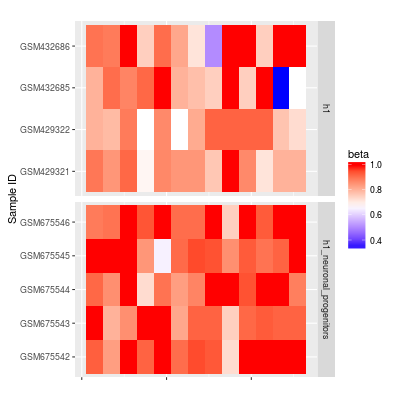 Sample ID
GSM432686
GSM432685
GSM429322
GSM429321
h1
GSM675546
GSM675545
GSM675544
GSM675543
GSM675542
h1_neuronal_progenitors
beta
1.0
0.8
0.6
0.4